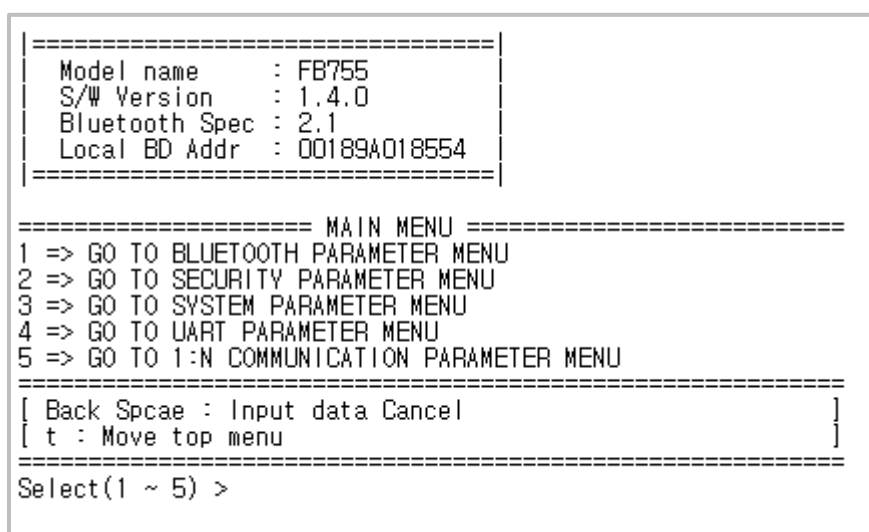 |=================================|
| Model name : FB755 |
| S/₩ Version : 1.4.0 |
| Bluetooth Spec : 2.1 |
| Local BD Addr : 00189A018554 |
|=================================|
===================== MAIN MENU ===========================
1 => GO TO BLUETOOTH PARAMETER MENU
2 => GO TO SECURITY PARAMETER MENU
3 => GO TO SYSTEM PARAMETER MENU
4 => GO TO UART PARAMETER MENU
5 => GO TO 1:N COMMUNICATION PARAMETER MENU
===========================================================
[ Back Spcae : Input data Cancel ]
[ t : Move top menu ]
===========================================================
Select(1 ~ 5) >